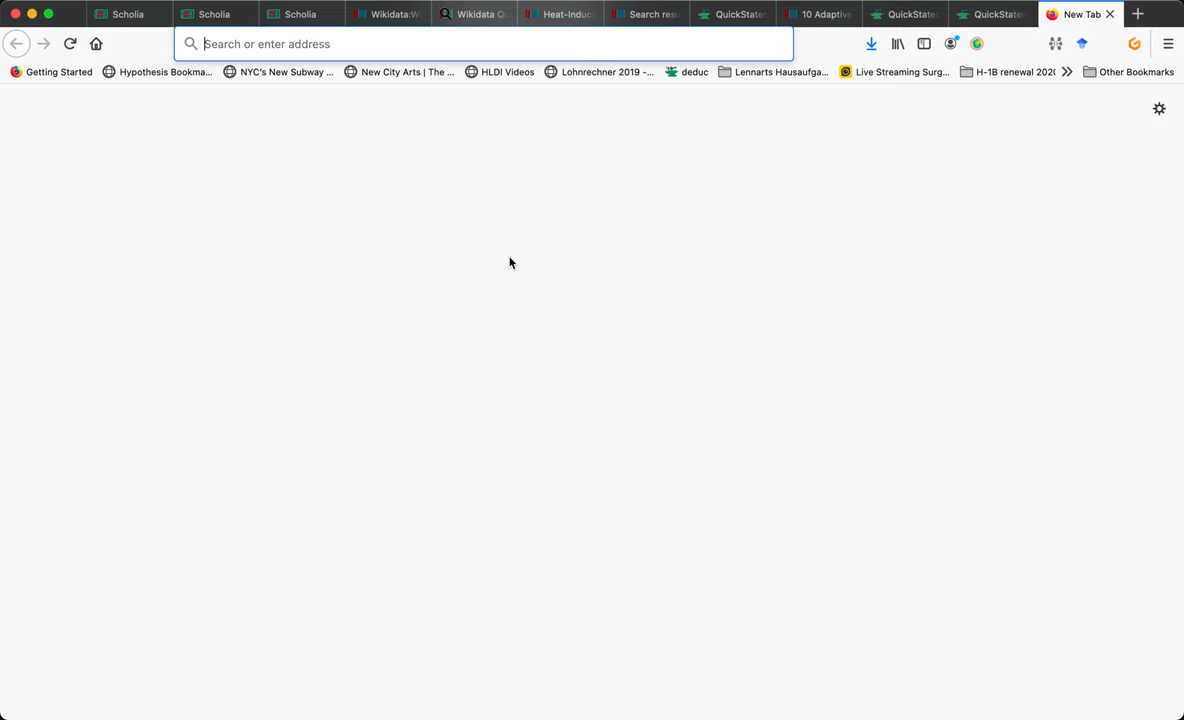 Scholia Scholia Scholia Wikidata:Wi Wikidata Qu Heat-Induc Search resu QuickStater 10 Adaptive QuickStater QuickStater New Tab
Search or enter address
Getting Started Hypothesis Bookma... NYC's New Subway ... New City Arts | The ... HLDI Videos Lohnrechner 2019 -... deduc Lennarts Hausaufga... Live Streaming Surg... H-1B renewal 2020 Other Bookmarks